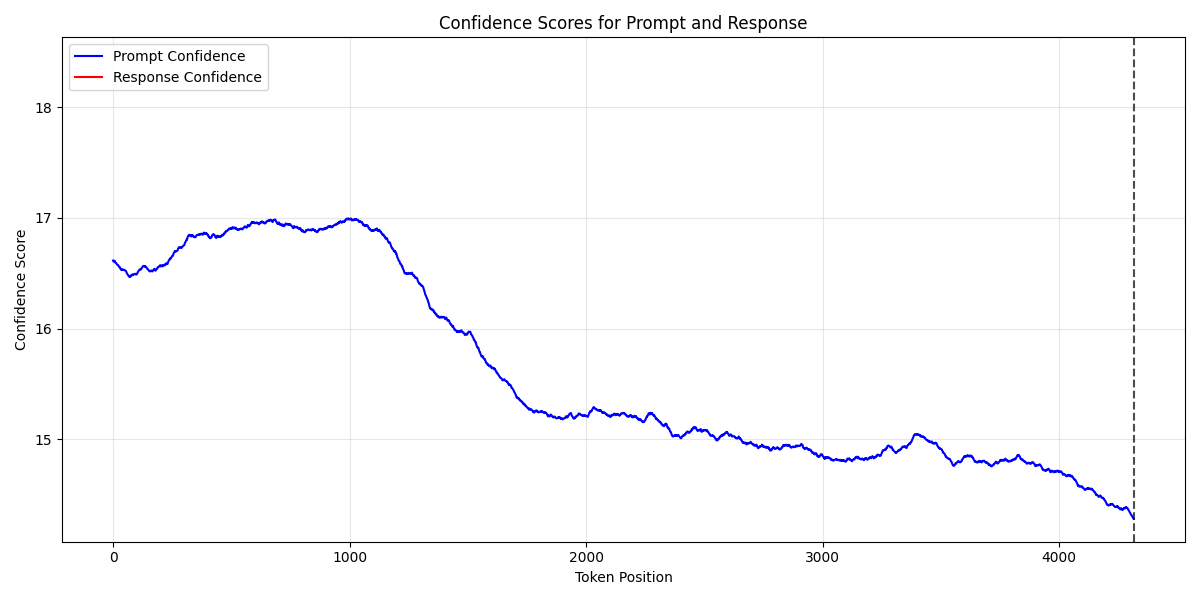 Confidence Scores for Prompt and Response
Prompt Confidence
Response Confidence
Confidence Score
18
17
16
15
0 1000 2000 3000 4000
Token Position